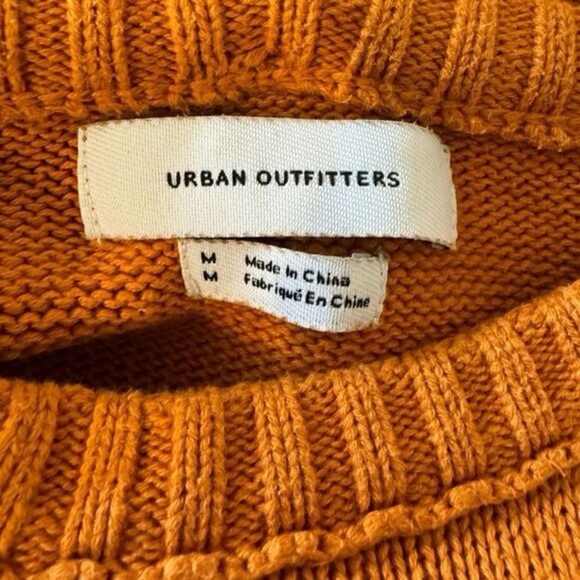 URBAN OUTFITTERS
M Made In China
M Fabriqué En Chine